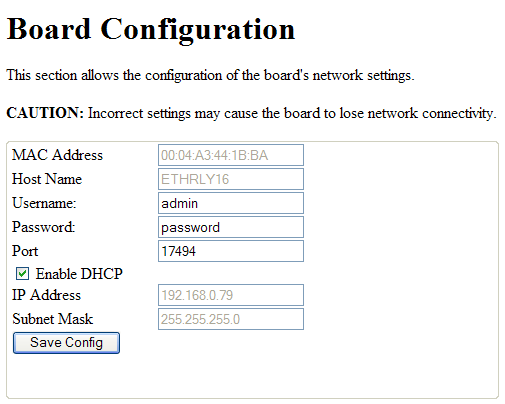 Board Configuration
This section allows the configuration of the board's network settings.
CAUTION: Incorrect settings may cause the board to lose network connectivity.
MAC Address 00:04:A3:44:1B:BA
Host Name ETHRLY16
Username: admin
Password: password
Port 17494
Enable DHCP
IP Address 192.168.0.79
Subnet Mask 255.255.255.0
Save Config